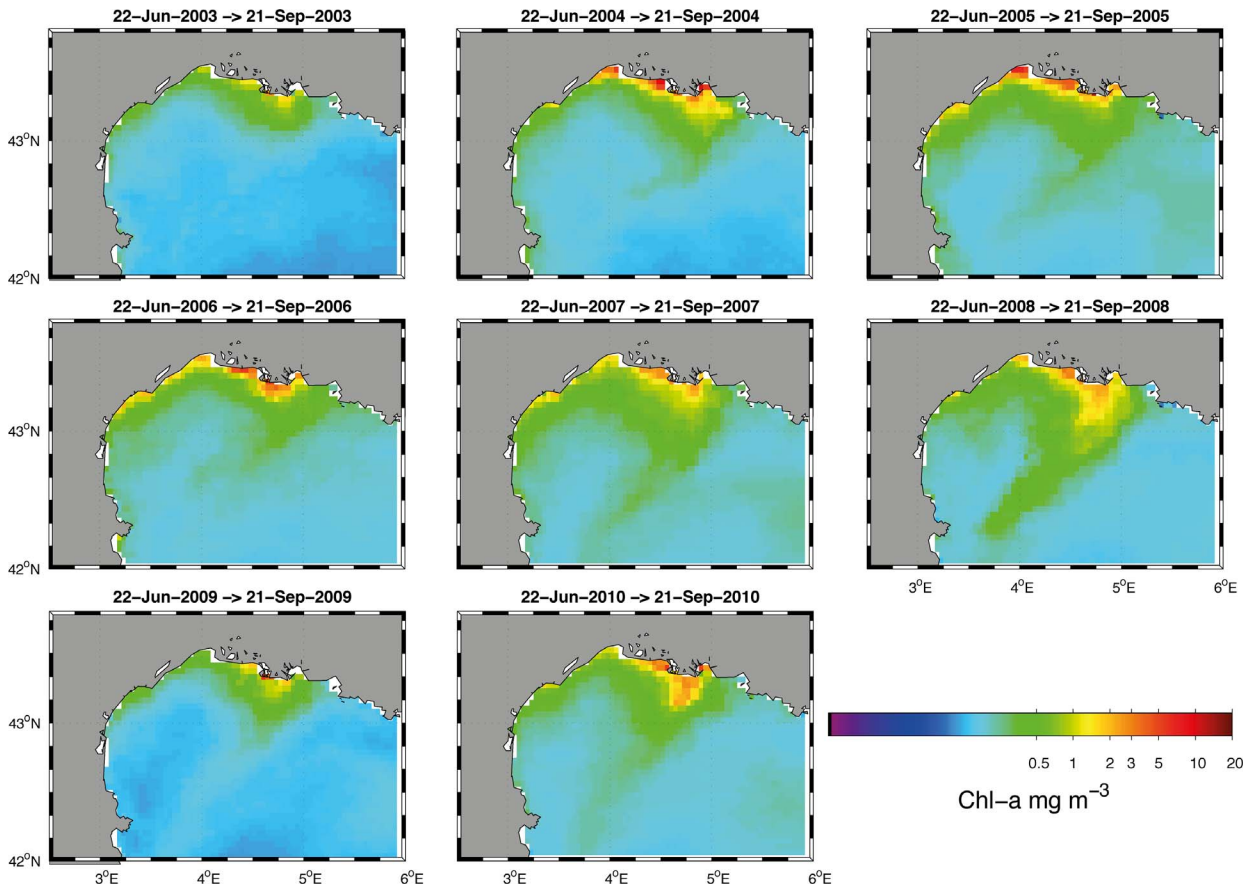 22-Jun-2003 -> 21-Sep-2003
22-Jun-2004 -> 21-Sep-2004
22-Jun-2005 -> 21-Sep-2005
43°N
42°N
22-Jun-2006 -> 21-Sep-2006
22-Jun-2007 -> 21-Sep-2007
22-Jun-2008 -> 21-Sep-2008
43°N
42°N
3°E 4°E 5°E 6°E
22-Jun-2009 -> 21-Sep-2009
22-Jun-2010 -> 21-Sep-2010
43°N
42°N
3°E 4°E 5°E 6°E
3°E 4°E 5°E 6°E
0.5 1 2 3 5 10 20
Chl-a mg m⁻³